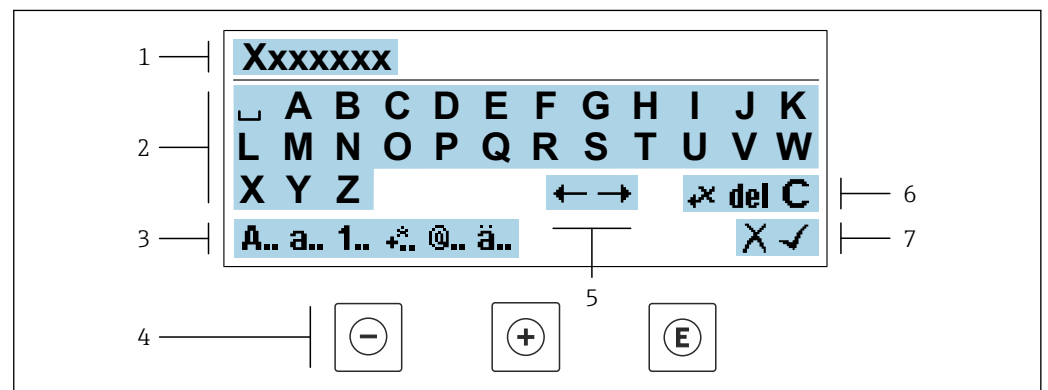 1 Xxxxxxx
2 ␣ A B C D E F G H I J K
L M N O P Q R S T U V W
X Y Z ← → ₊× del C 6
3 A.. a.. 1.. +*.. @.. ä.. X ✓ 7
5
4 − + E